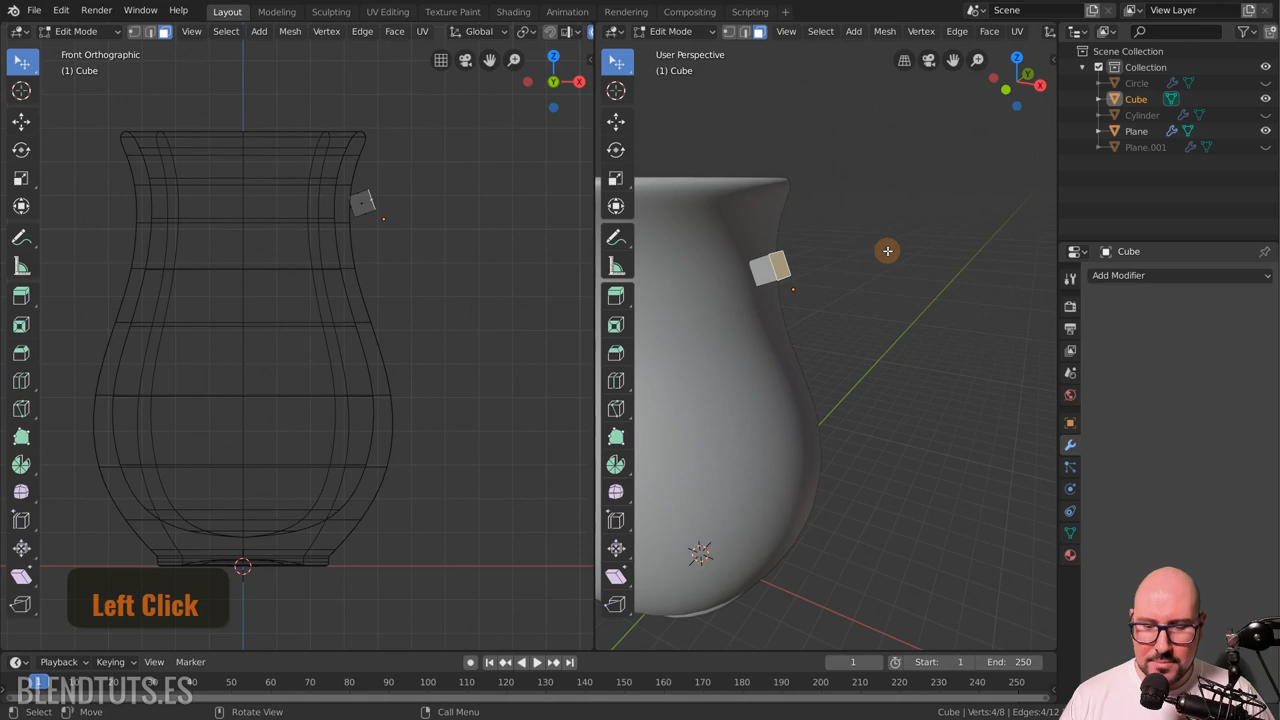 File Edit Render Window Help
Layout Modeling Sculpting UV Editing Texture Paint Shading Animation Rendering Compositing Scripting +
Scene View Layer
Edit Mode View Select Add Mesh Vertex Edge Face Global
Edit Mode View Select Add Mesh Vertex Edge Face
Front Orthographic
(1) Cube
Z
X
Y
User Perspective
(1) Cube
Z
Y
X
Scene Collection
Collection
Circle
Cube
Cylinder
Plane
Plane.001
Cube
Add Modifier
Left Click
Playback Keying View Marker 1 Start: 1 End: 250
1 10 20 30 40 50 60 70 80 90 100 110 120 130 140 150 160 170 180 190 200 210 220 230 240 250
BLENDTUTS.ES
Select Move Rotate View Call Menu Cube | Verts:4/8 | Edges:4/12